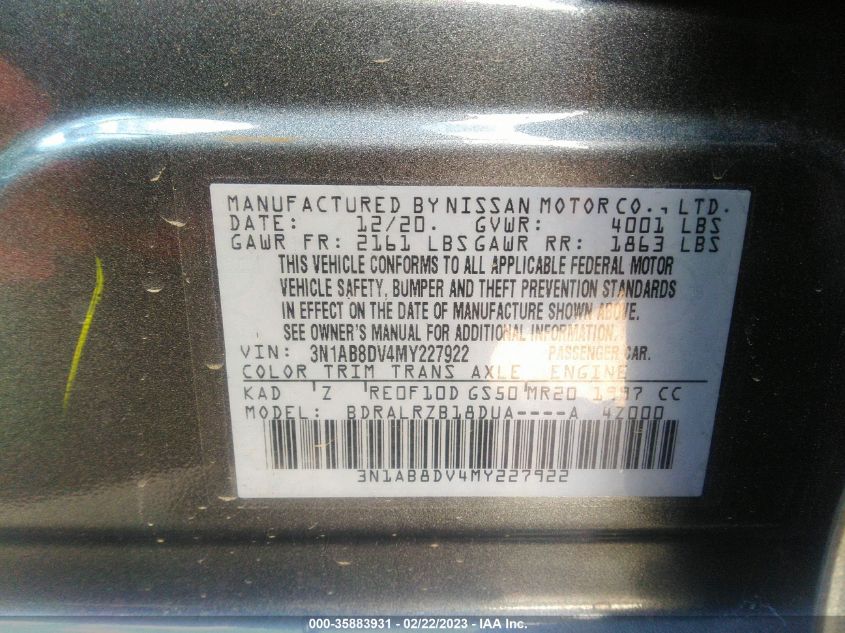 MANUFACTURED BY NISSAN MOTOR CO., LTD.
DATE: 12/20. GVWR: 4001 LBS
GAWR FR: 2161 LBS GAWR RR: 1863 LBS
THIS VEHICLE CONFORMS TO ALL APPLICABLE FEDERAL MOTOR
VEHICLE SAFETY, BUMPER AND THEFT PREVENTION STANDARDS
IN EFFECT ON THE DATE OF MANUFACTURE SHOWN ABOVE.
SEE OWNER'S MANUAL FOR ADDITIONAL INFORMATION.
VIN: 3N1AB8DV4MY227922 PASSENGER CAR.
COLOR TRIM TRANS AXLE ENGINE
KAD Z RE0F10D GS50 MR20 1997 CC
MODEL: BDRALRZB18DUA----A 4Z000
3N1AB8DV4MY227922
000-35883931 - 02/22/2023 - IAA Inc.